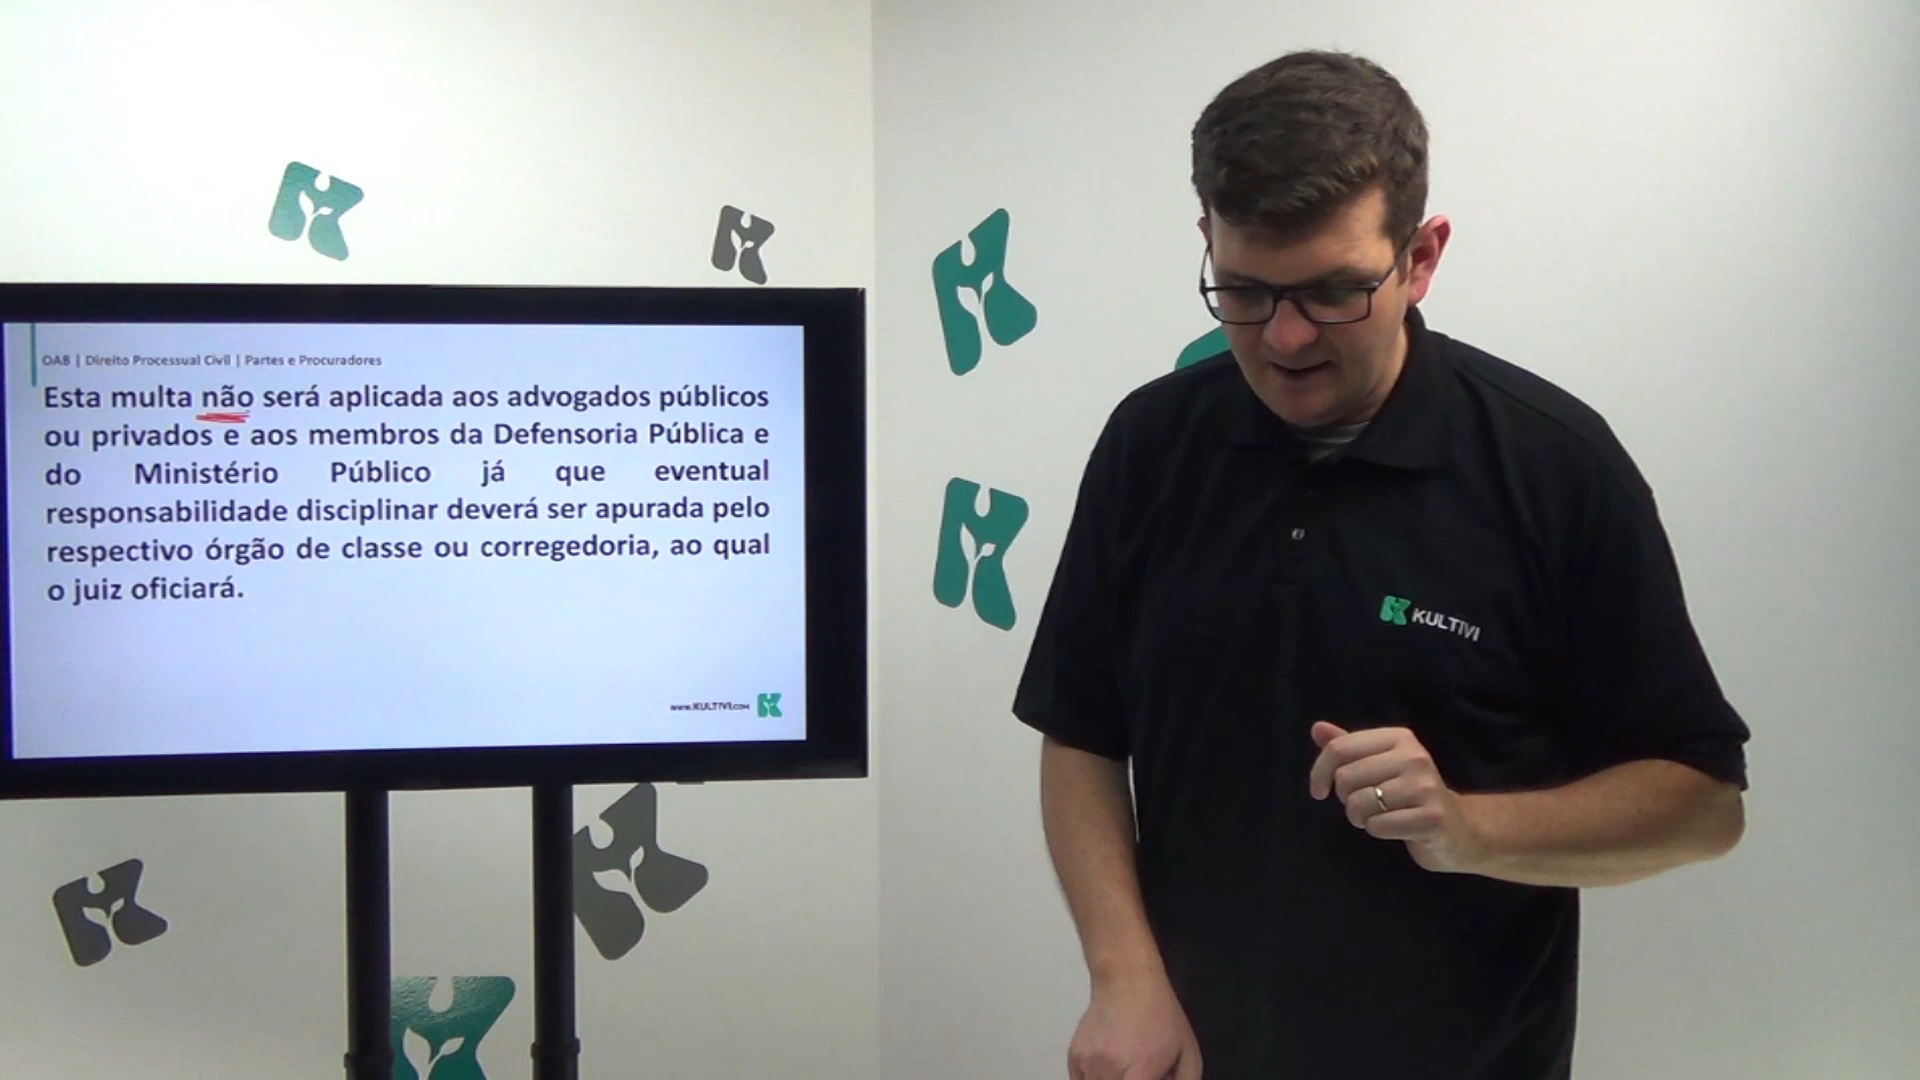 OAB | Direito Processual Civil | Partes e Procuradores
Esta multa não será aplicada aos advogados públicos
ou privados e aos membros da Defensoria Pública e
do Ministério Público já que eventual
responsabilidade disciplinar deverá ser apurada pelo
respectivo órgão de classe ou corregedoria, ao qual
o juiz oficiará.
www.KULTIVI.COM
KULTIVI